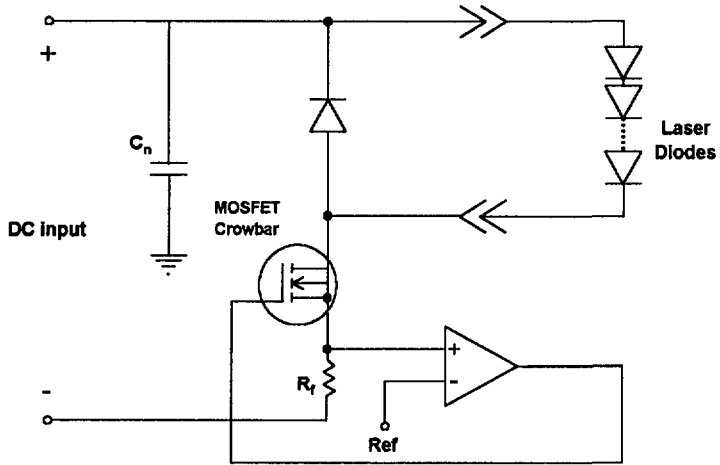 +
Cn
Laser
Diodes
MOSFET
Crowbar
DC input
+
-
-
Rf
Ref